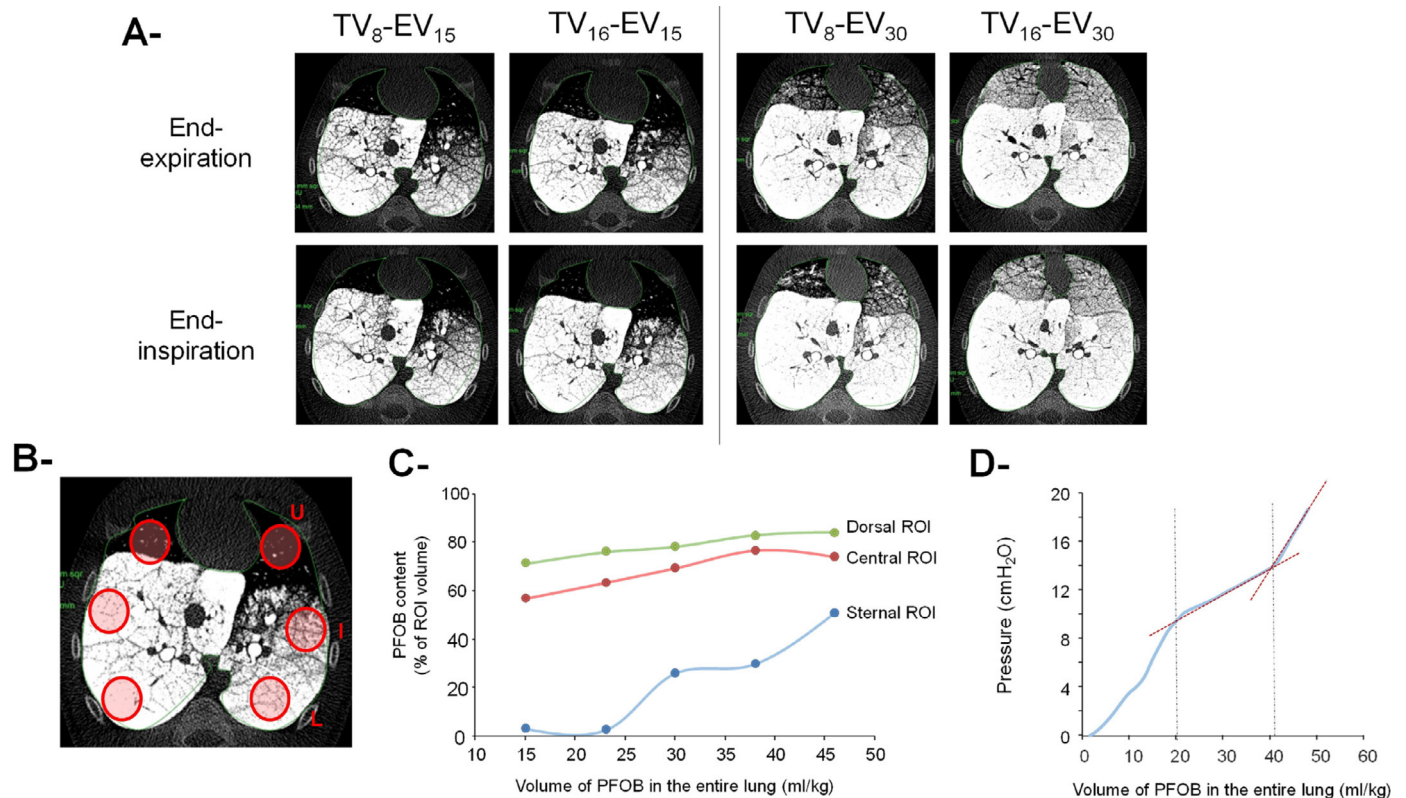 A-
TV8-EV15
TV16-EV15
TV8-EV30
TV16-EV30
End-
expiration
End-
inspiration
B-
U
I
L
C-
PFOB content
(% of ROI volume)
100
80
60
40
20
0
10
15
20
25
30
35
40
45
50
Dorsal ROI
Central ROI
Sternal ROI
Volume of PFOB in the entire lung (ml/kg)
D-
Pressure (cmH2O)
20
16
12
8
4
0
0
10
20
30
40
50
60
Volume of PFOB in the entire lung (ml/kg)